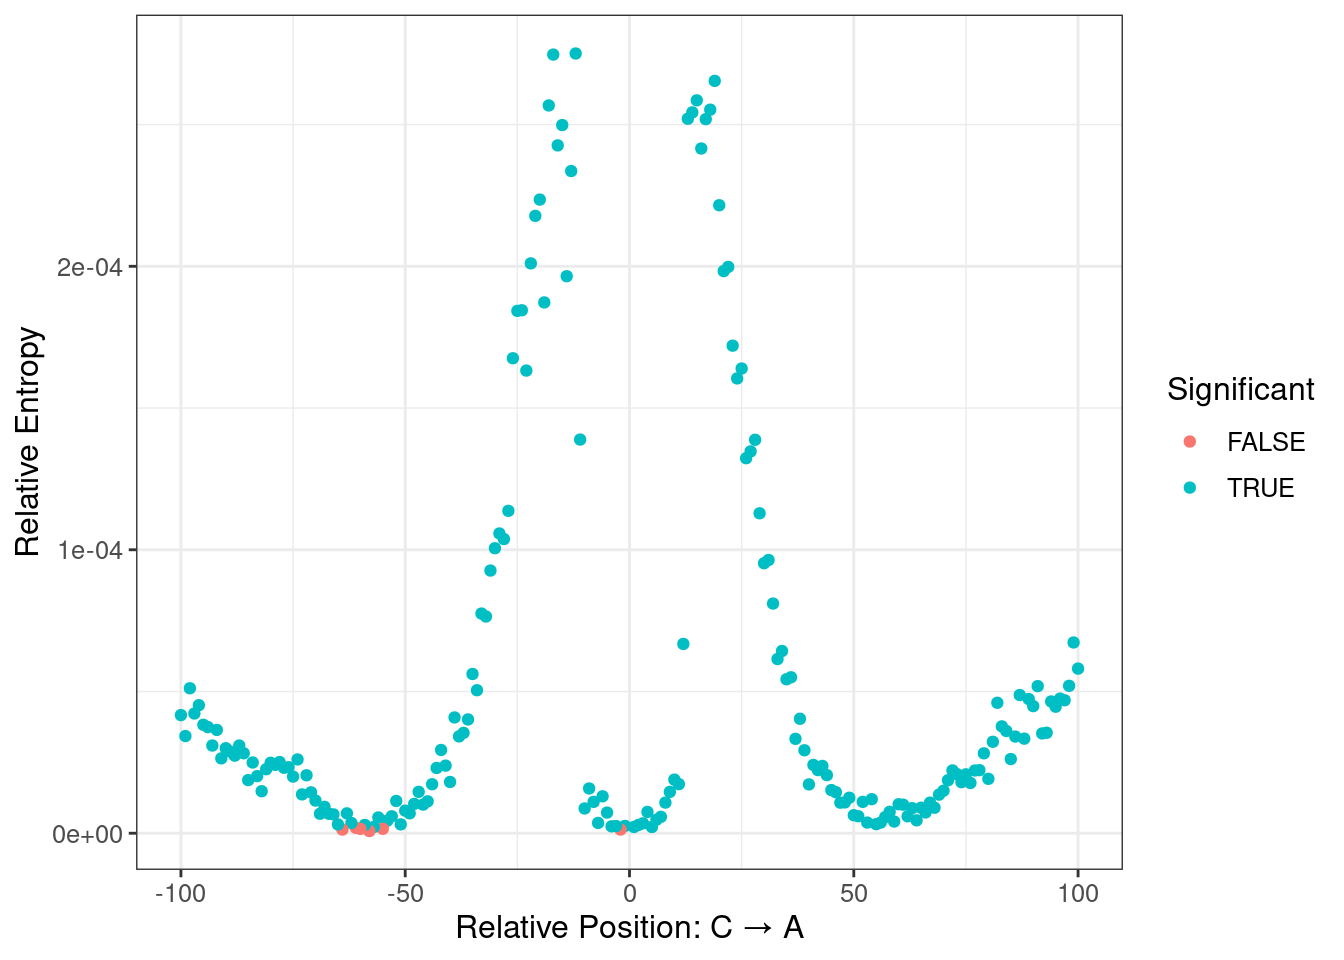 Relative Entropy
2e-04
1e-04
0e+00
-100 -50 0 50 100
Relative Position: C → A
Significant
FALSE
TRUE